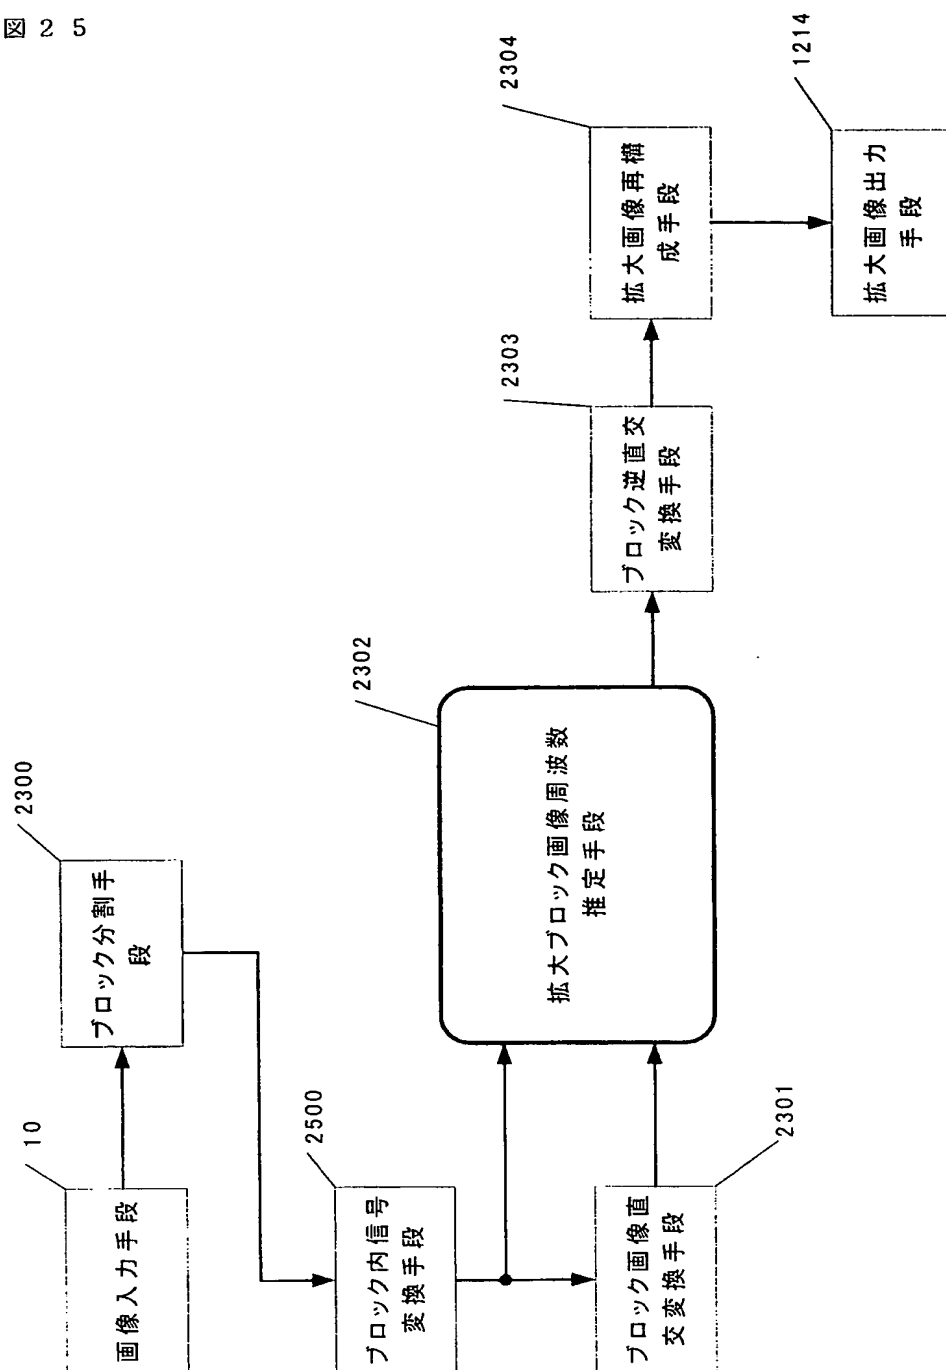 図２５
10
画像入力手段
2300
ブロック分割手
段
2500
ブロック内信号
変換手段
2301
ブロック画像直
交変換手段
2302
拡大ブロック画像周波数
推定手段
2303
ブロック逆直交
変換手段
2304
拡大画像再構
成手段
1214
拡大画像出力
手段